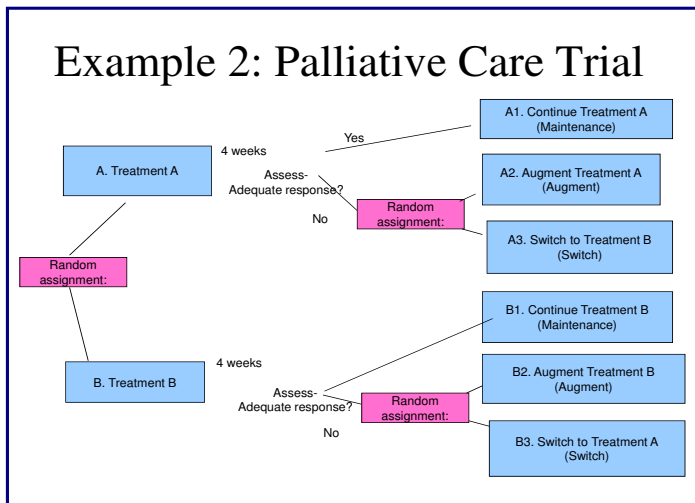 Example 2: Palliative Care Trial
A. Treatment A
4 weeks
Yes
Assess-
Adequate response?
No
Random
assignment:
A1. Continue Treatment A
(Maintenance)
A2. Augment Treatment A
(Augment)
A3. Switch to Treatment B
(Switch)
Random
assignment:
B. Treatment B
4 weeks
Assess-
Adequate response?
No
Random
assignment:
B1. Continue Treatment B
(Maintenance)
B2. Augment Treatment B
(Augment)
B3. Switch to Treatment A
(Switch)